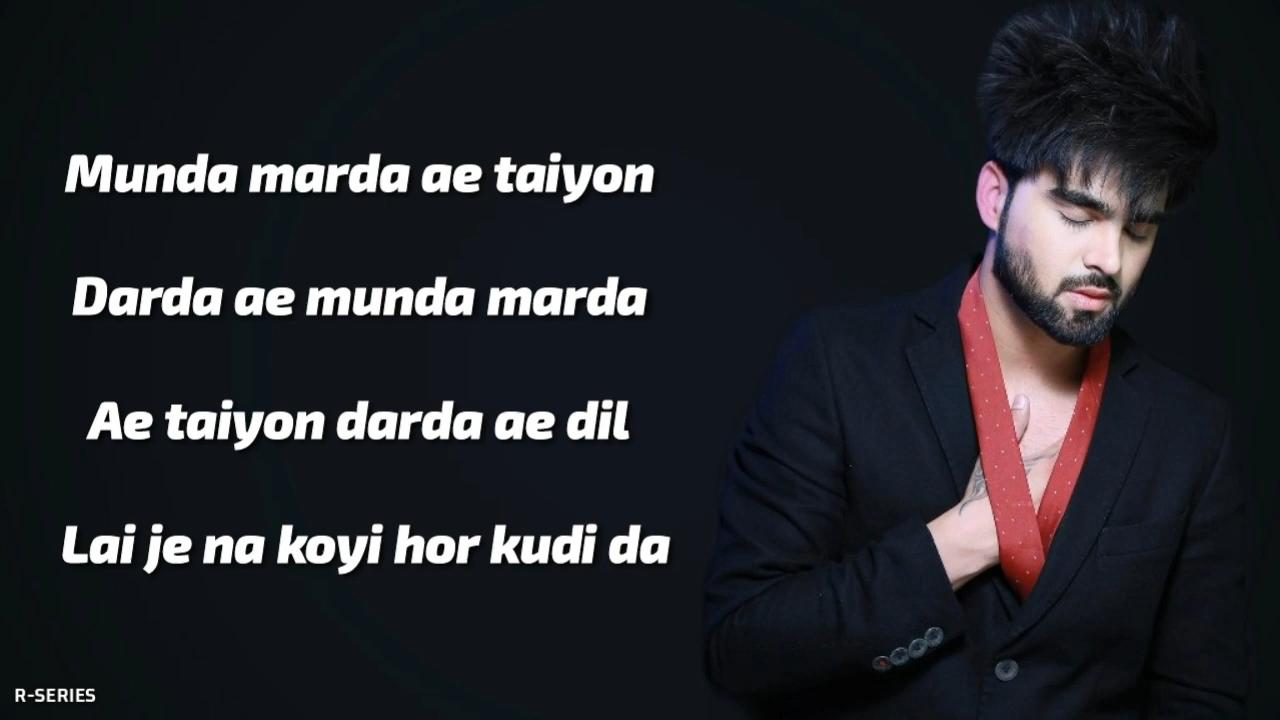 Munda marda ae taiyon
Darda ae munda marda
Ae taiyon darda ae dil
Lai je na koyi hor kudi da
R-SERIES